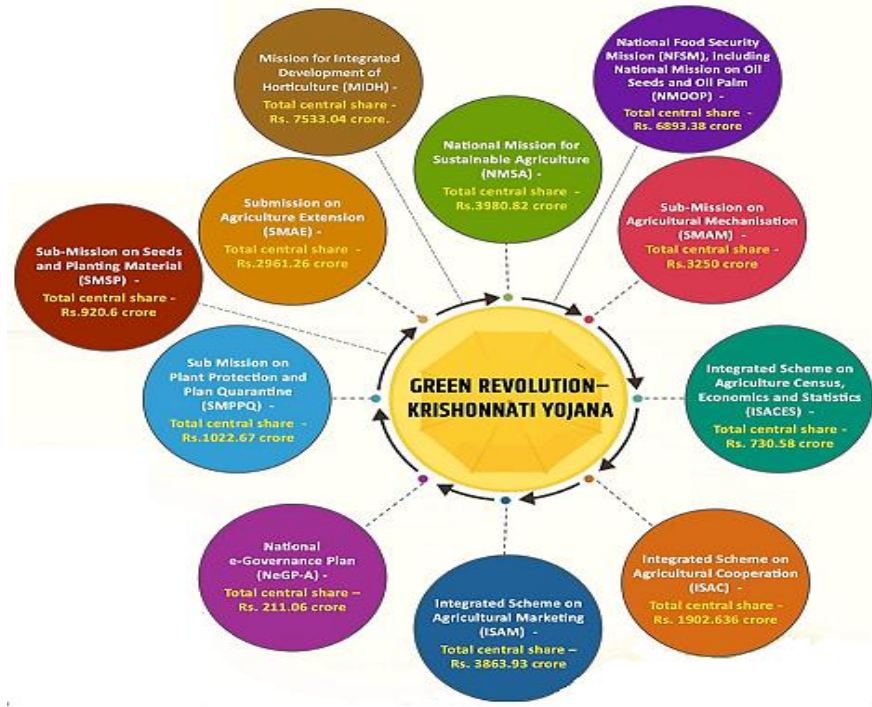 Mission for Integrated
Development of
Horticulture (MIDH) -
Total central share -
Rs. 7533.04 crore.
National Food Security
Mission (NFSM), including
National Mission on Oil
Seeds and Oil Palm
(NMOOP) -
Total central share -
Rs. 6893.38 crore
National Mission for
Sustainable Agriculture
(NMSA) -
Total central share -
Rs.3980.82 crore
Submission on
Agriculture Extension
(SMAE) -
Total central share -
Rs.2961.26 crore
Sub-Mission on
Agricultural Mechanisation
(SMAM) -
Total central share -
Rs.3250 crore
Sub-Mission on Seeds
and Planting Material
(SMSP) -
Total central share -
Rs.920.6 crore
Sub Mission on
Plant Protection and
Plan Quarantine
(SMPPQ) -
Total central share -
Rs.1022.67 crore
GREEN REVOLUTION–
KRISHONNATI YOJANA
Integrated Scheme on
Agriculture Census,
Economics and Statistics
(ISACES) -
Total central share -
Rs. 730.58 crore
National
e-Governance Plan
(NeGP-A) -
Total central share –
Rs. 211.06 crore
Integrated Scheme on
Agricultural Marketing
(ISAM) -
Total central share –
Rs. 3863.93 crore
Integrated Scheme on
Agricultural Cooperation
(ISAC) -
Total central share -
Rs. 1902.636 crore